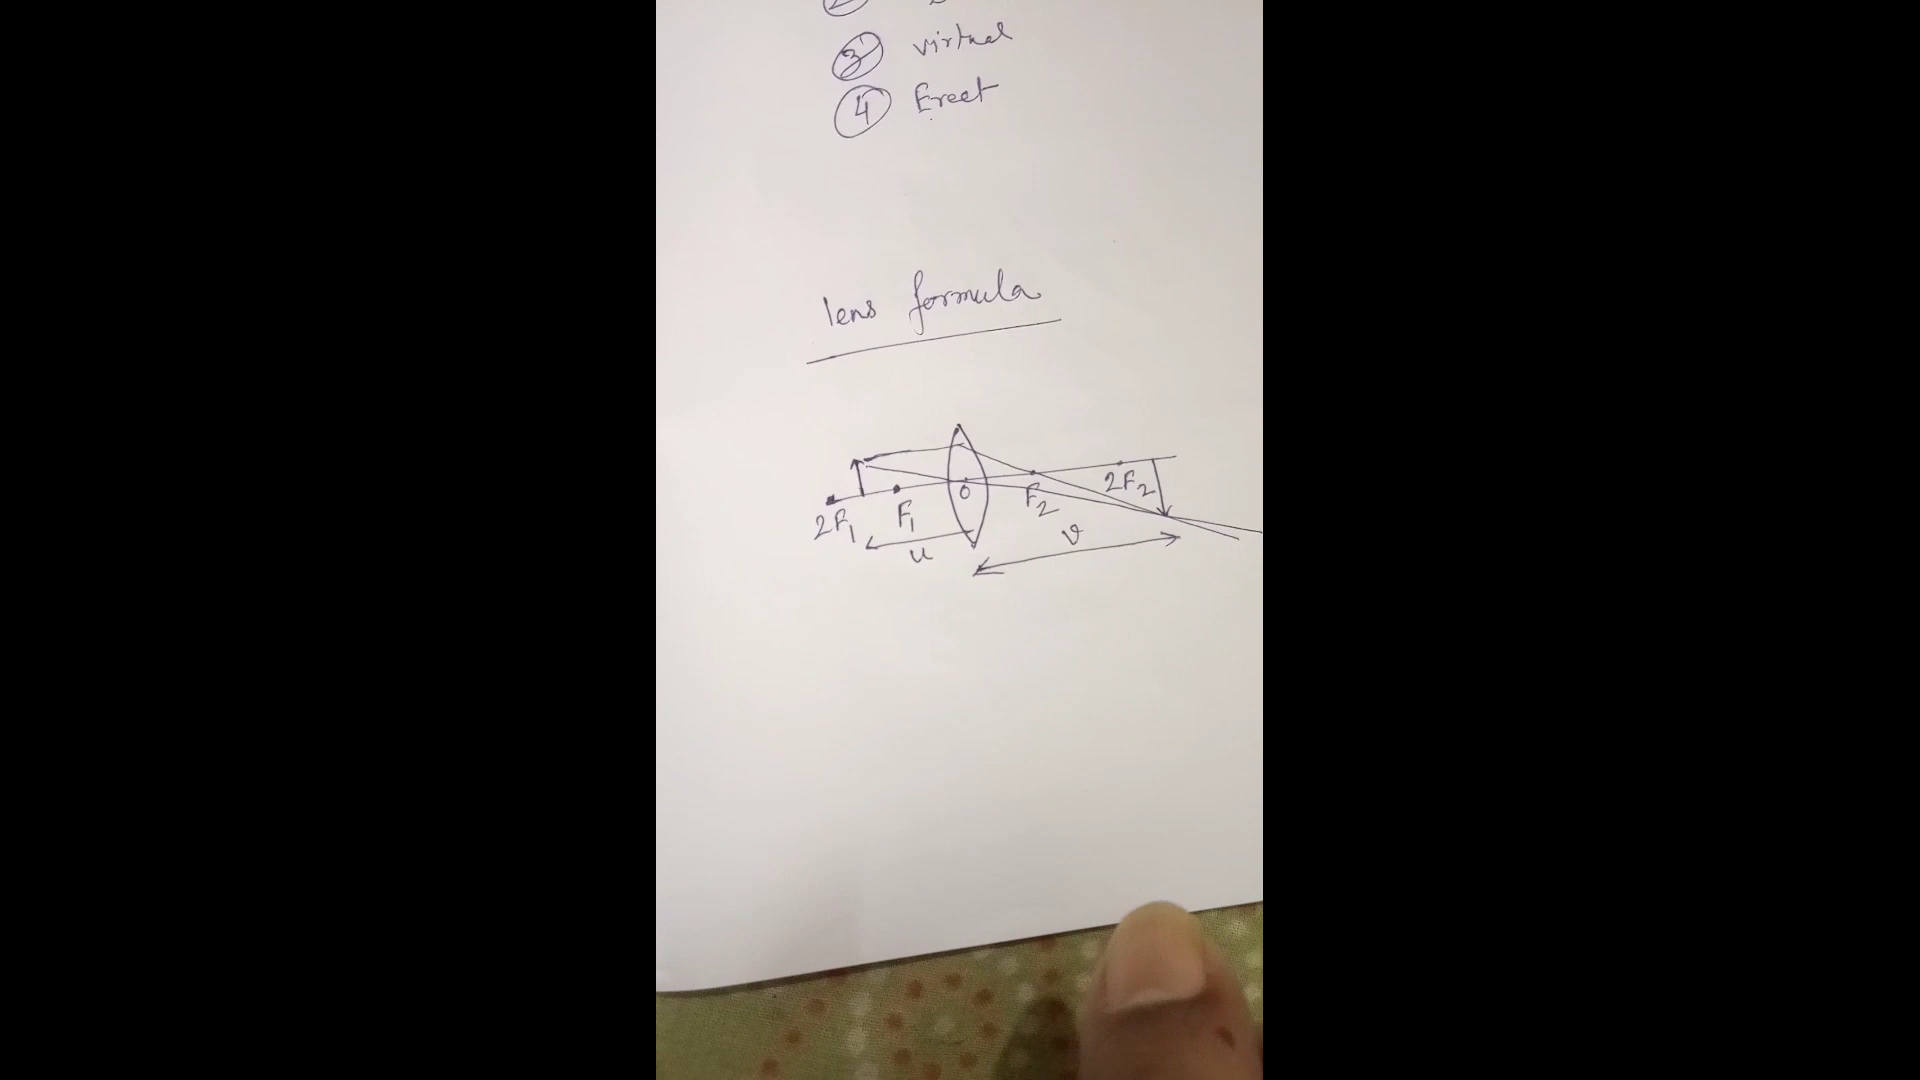 3 virtual
4 Erect
lens formula
2F1 F1 O F2 2F2
u v